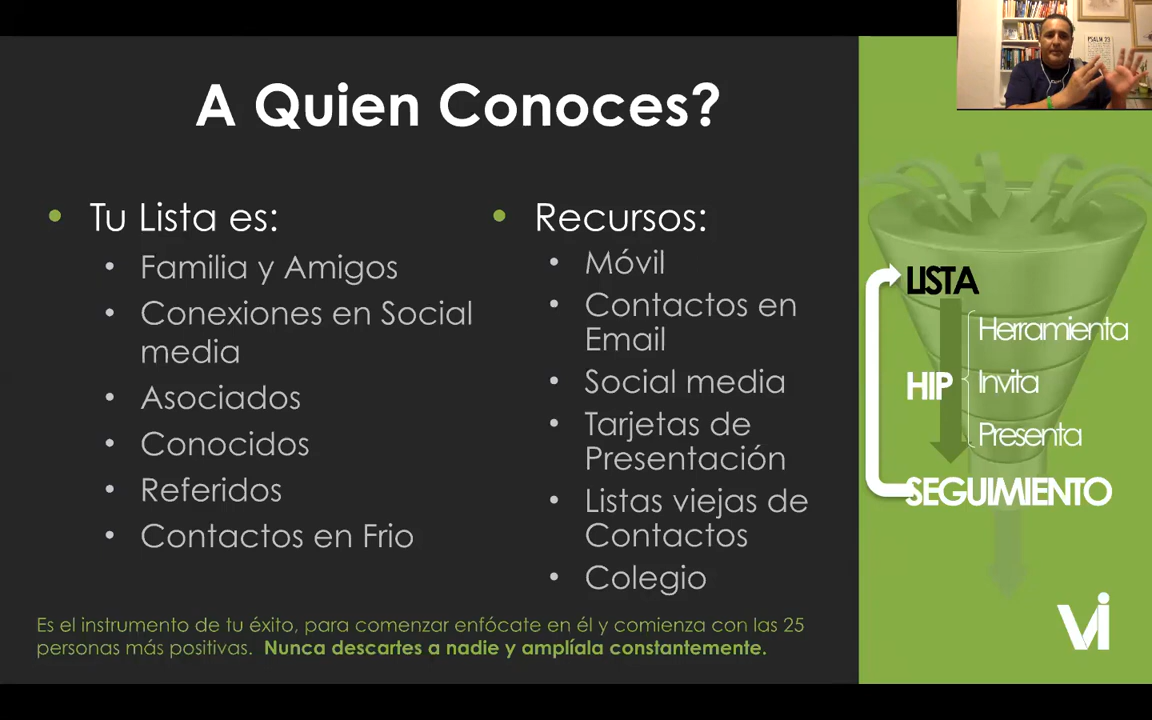 A Quien Conoces?
Tu Lista es:
Familia y Amigos
Conexiones en Social
media
Asociados
Conocidos
Referidos
Contactos en Frio
Recursos:
Móvil
Contactos en
Email
Social media
Tarjetas de
Presentación
Listas viejas de
Contactos
Colegio
Es el instrumento de tu éxito, para comenzar enfócate en él y comienza con las 25
personas más positivas. Nunca descartes a nadie y amplíala constantemente.
PSALM 23
LISTA
Herramienta
HIP
Invita
Presenta
SEGUIMIENTO
vi